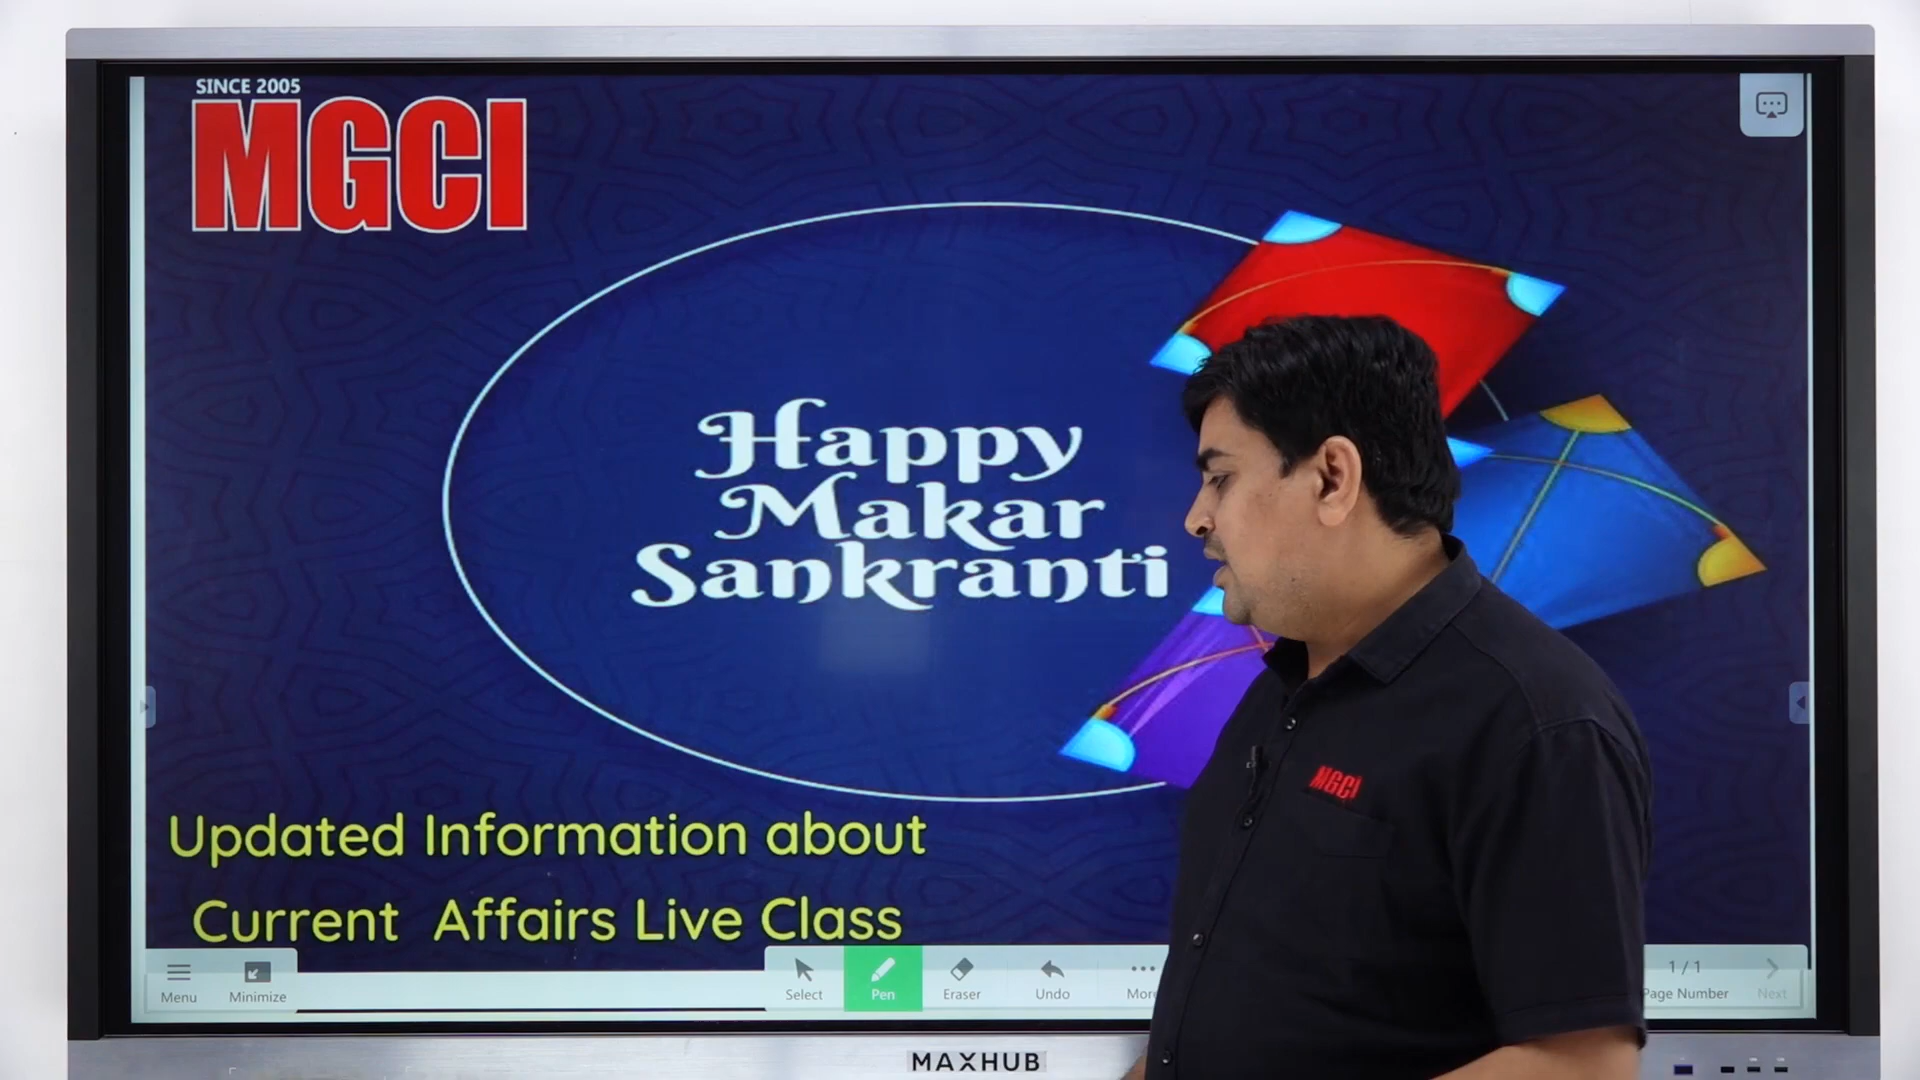 SINCE 2005
MGCI
Happy
Makar
Sankranti
MGCI
Updated Information about
Current Affairs Live Class
Menu
Minimize
Select
Pen
Eraser
Undo
More
1 / 1
Page Number
Next
MAXHUB